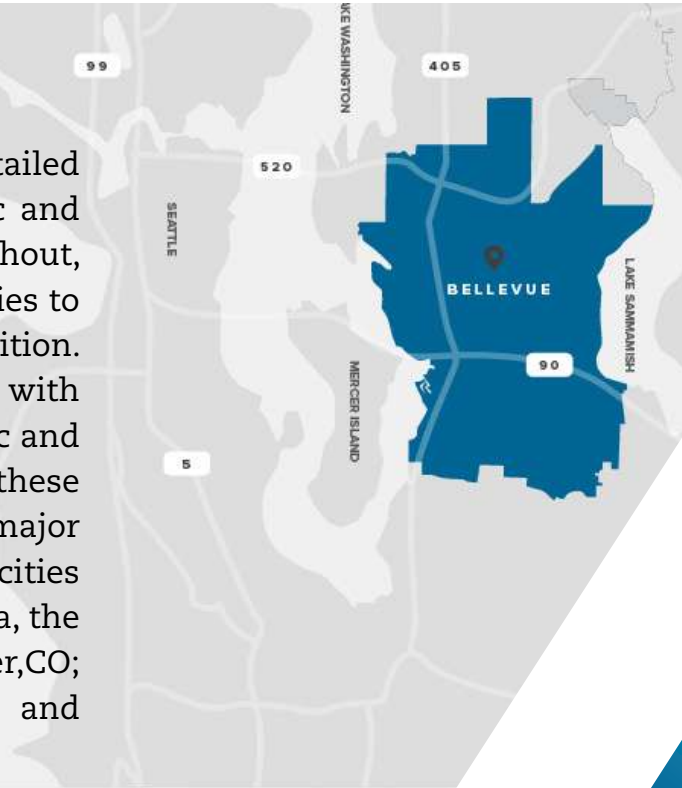 99
405
KE WASHINGTON
520
SEATTLE
BELLEVUE
LAKE SAMMAMISH
MERCER ISLAND
90
5
tailed
c and
hout,
ies to
ition.
with
c and
these
major
cities
a, the
er,CO;
and